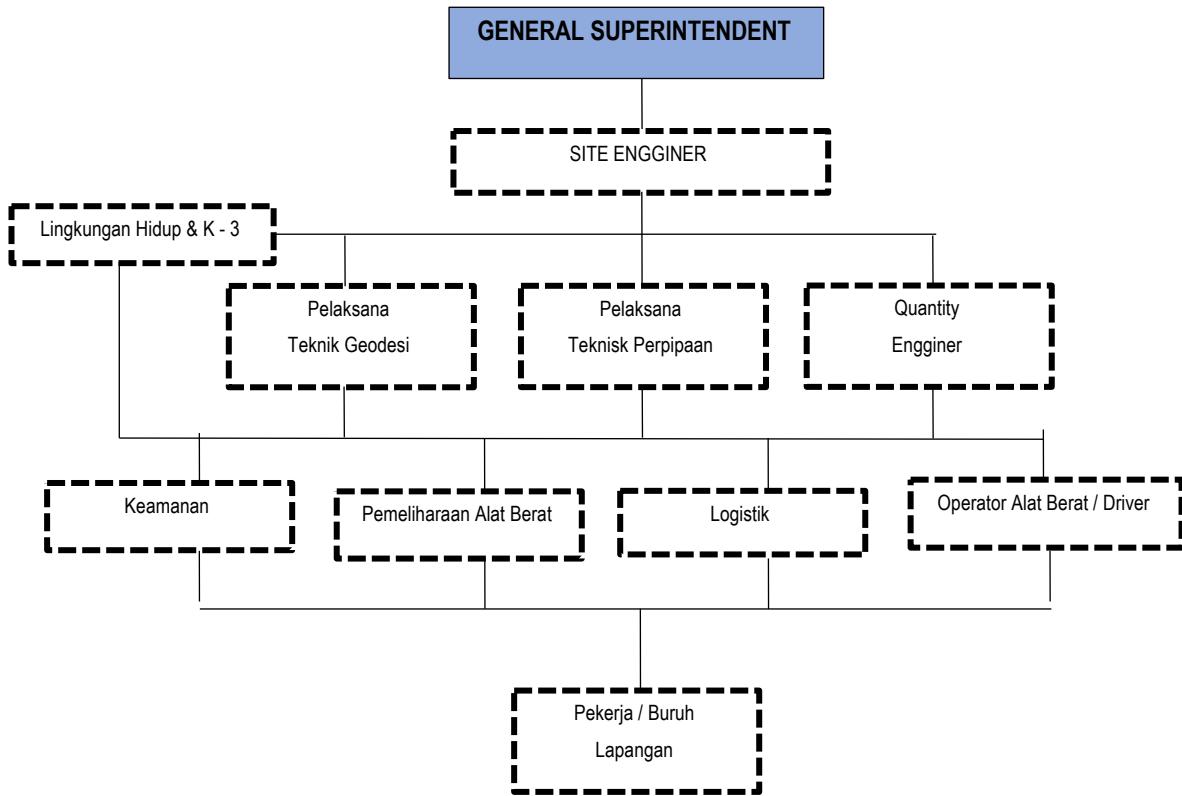 GENERAL SUPERINTENDENT
SITE ENGGINER
Lingkungan Hidup & K - 3
Pelaksana
Teknik Geodesi
Pelaksana
Teknisk Perpipaan
Quantity
Engginer
Keamanan
Pemeliharaan Alat Berat
Logistik
Operator Alat Berat / Driver
Pekerja / Buruh
Lapangan